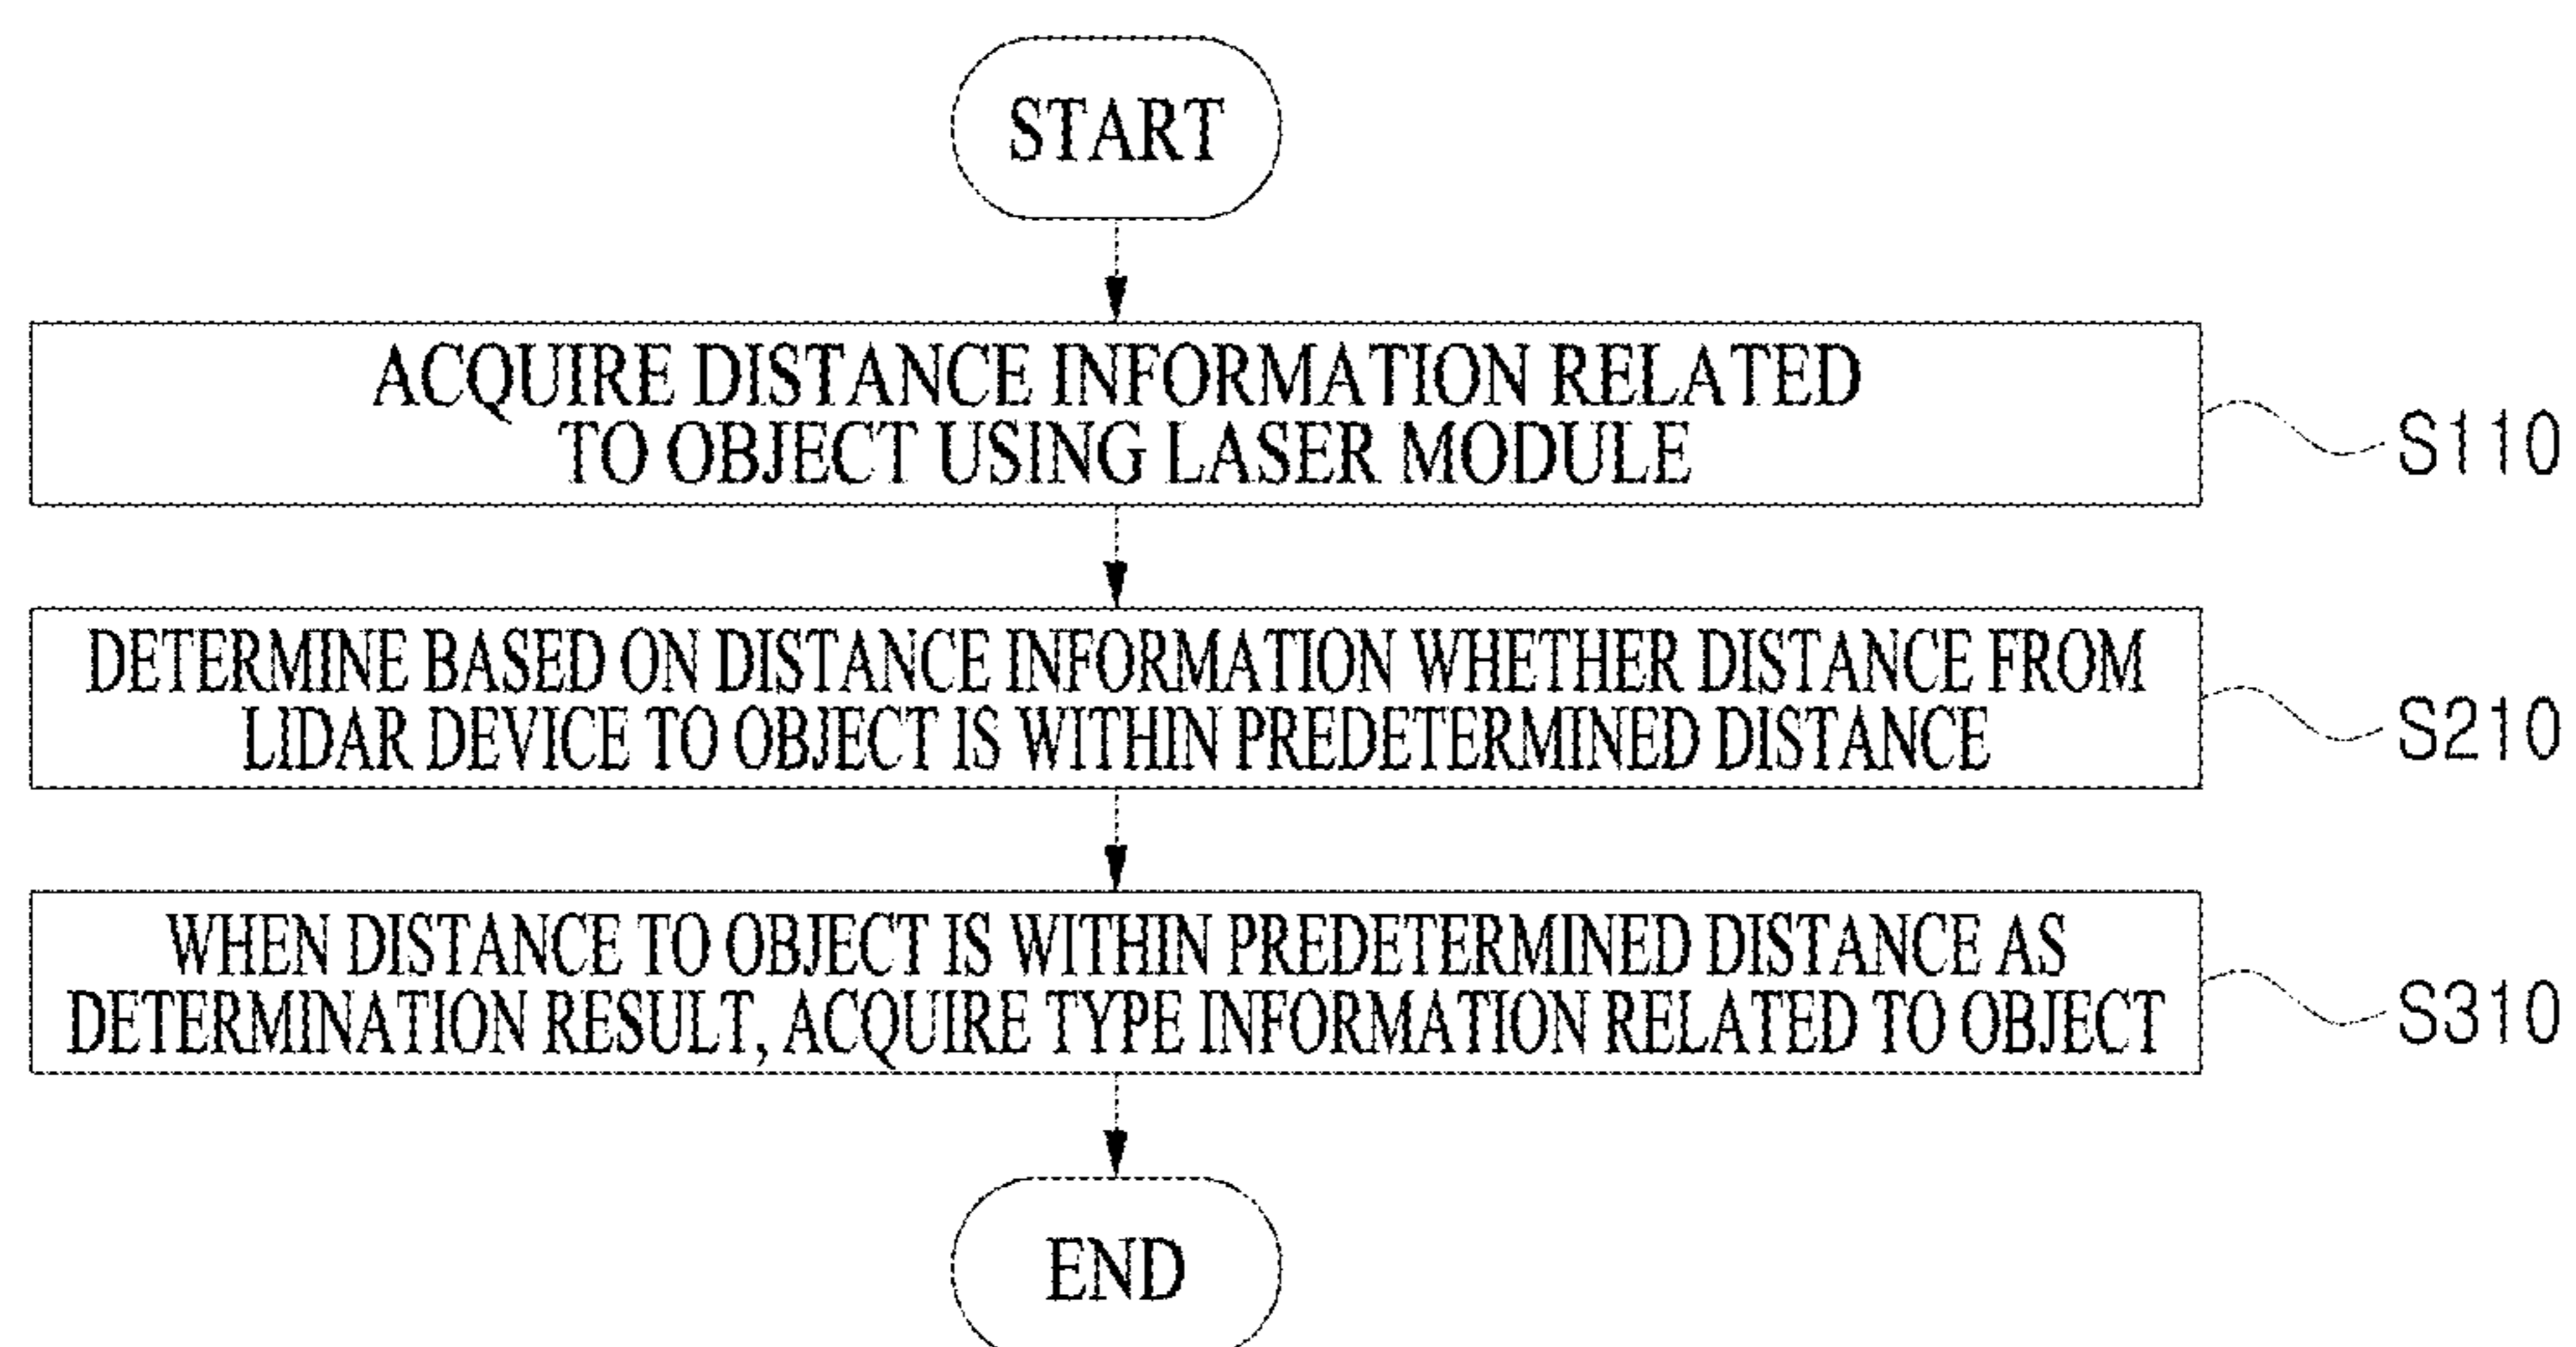 START
ACQUIRE DISTANCE INFORMATION RELATED
TO OBJECT USING LASER MODULE
S110
DETERMINE BASED ON DISTANCE INFORMATION WHETHER DISTANCE FROM
LIDAR DEVICE TO OBJECT IS WITHIN PREDETERMINED DISTANCE
S210
WHEN DISTANCE TO OBJECT IS WITHIN PREDETERMINED DISTANCE AS
DETERMINATION RESULT, ACQUIRE TYPE INFORMATION RELATED TO OBJECT
S310
END